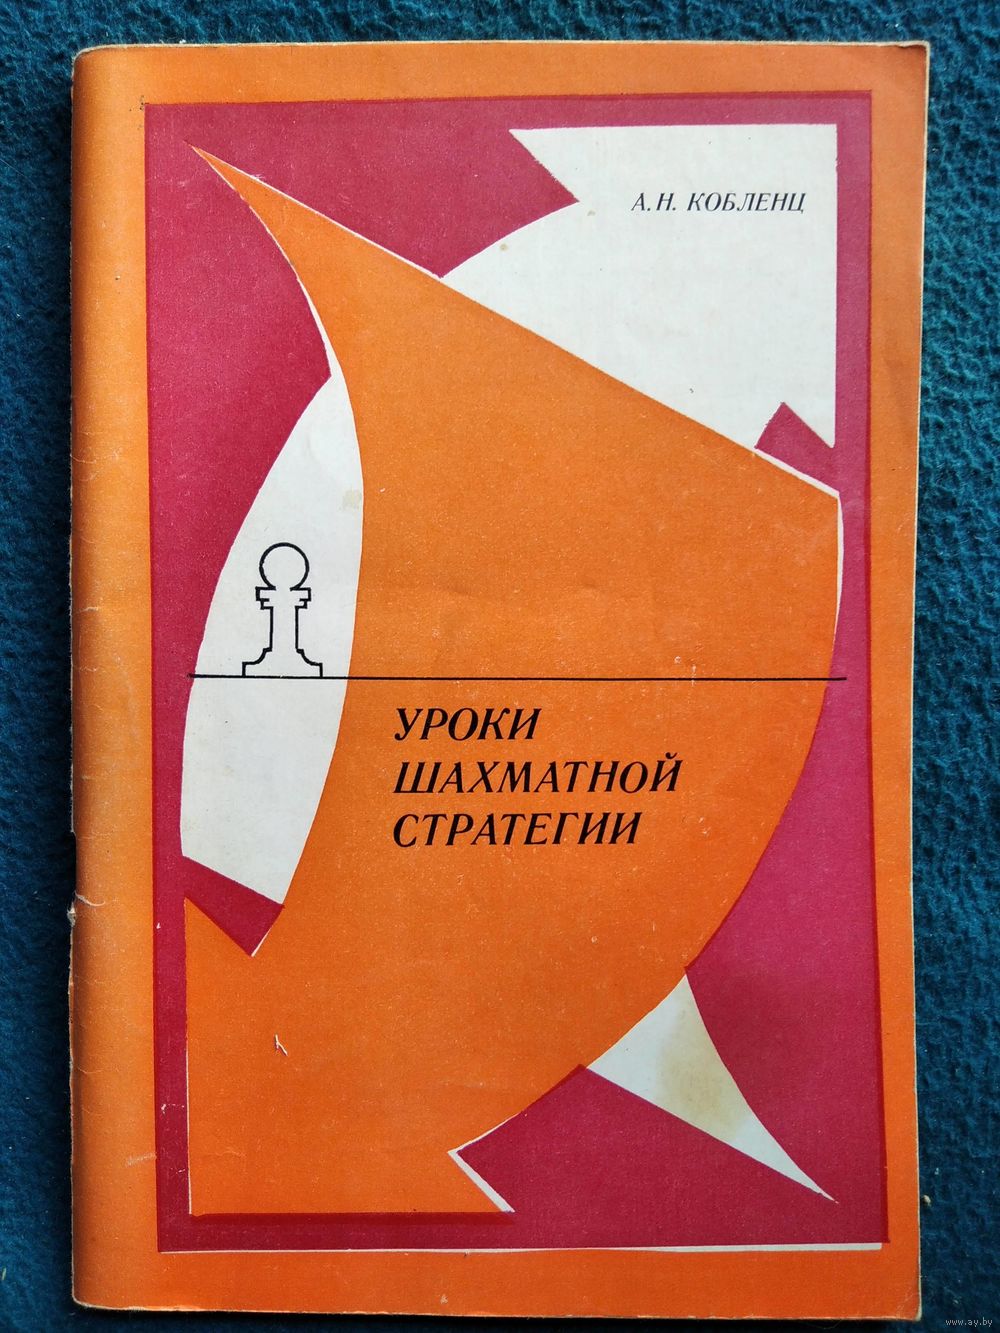 А. Н. КОБЛЕНЦ
УРОКИ
ШАХМАТНОЙ
СТРАТЕГИИ
www.ay.by